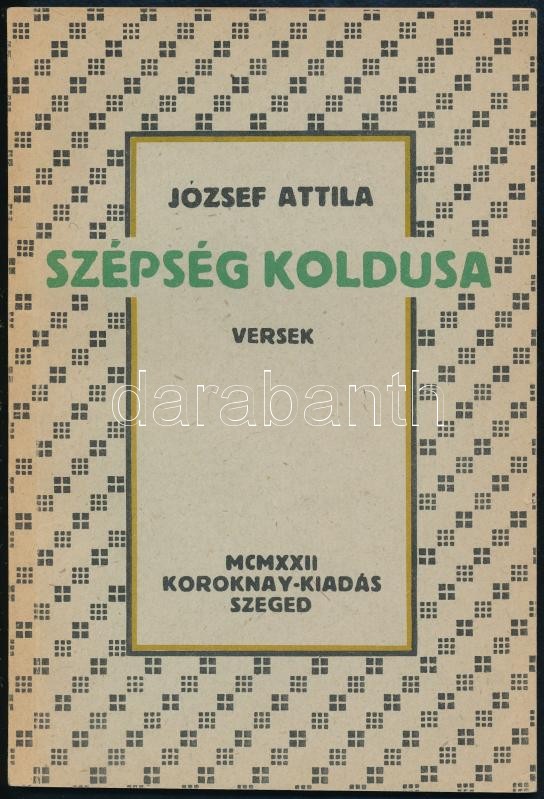 JÓZSEF ATTILA
SZÉPSÉG KOLDUSA
VERSEK
darabanth
MCMXXII
KOROKNAY-KIADÁS
SZEGED